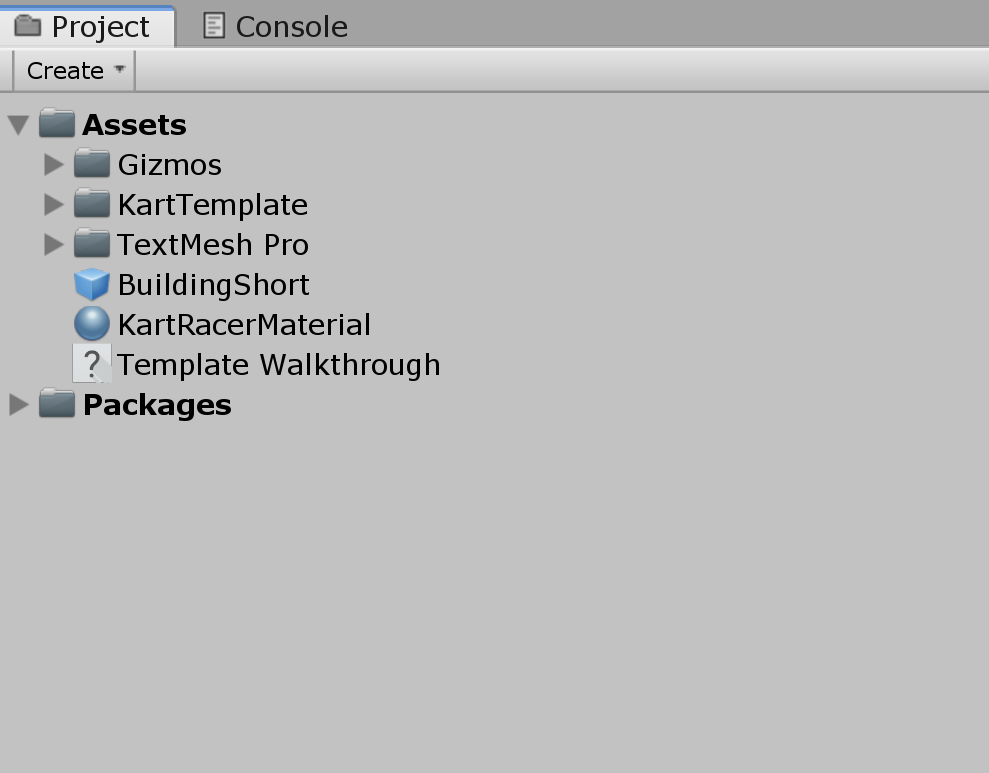 Project Console
Create
Assets
Gizmos
KartTemplate
TextMesh Pro
BuildingShort
KartRacerMaterial
? Template Walkthrough
Packages